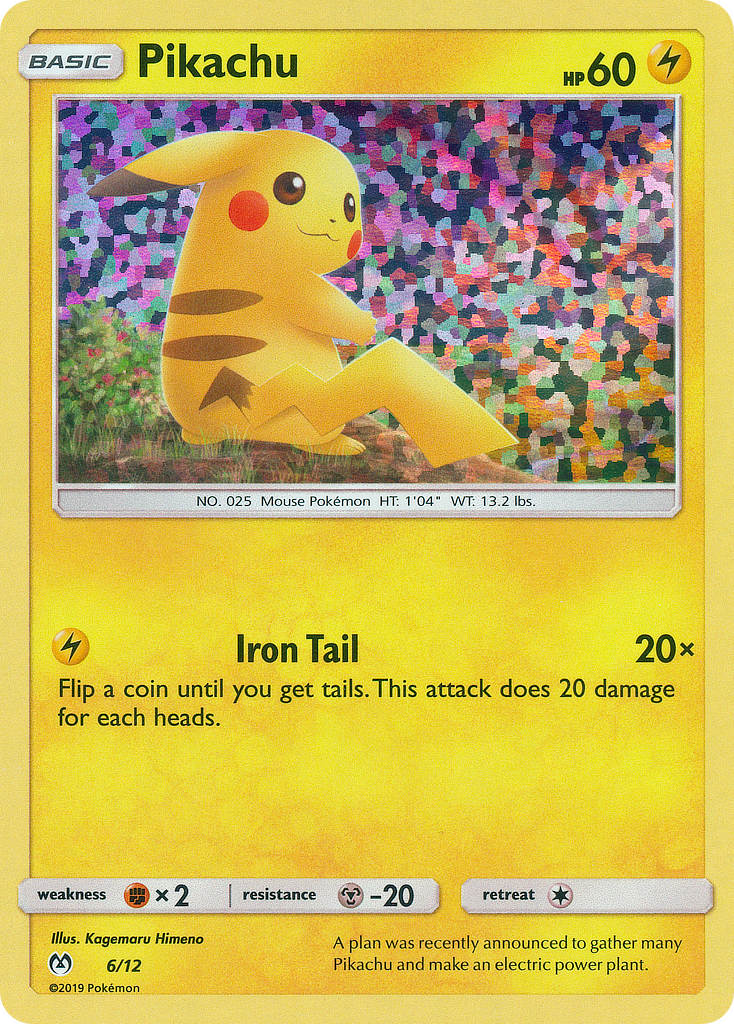 BASIC Pikachu HP60
NO. 025 Mouse Pokémon HT: 1'04" WT: 13.2 lbs.
Iron Tail 20×
Flip a coin until you get tails. This attack does 20 damage
for each heads.
weakness ×2 resistance -20 retreat
Illus. Kagemaru Himeno
6/12
©2019 Pokémon
A plan was recently announced to gather many
Pikachu and make an electric power plant.